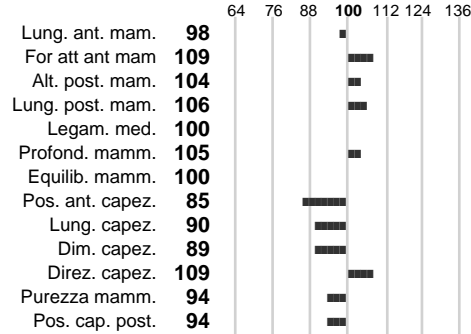 64 76 88 100 112 124 136
Lung. ant. mam. 98
For att ant mam 109
Alt. post. mam. 104
Lung. post. mam. 106
Legam. med. 100
Profond. mamm. 105
Equilib. mamm. 100
Pos. ant. capez. 85
Lung. capez. 90
Dim. capez. 89
Direz. capez. 109
Purezza mamm. 94
Pos. cap. post. 94